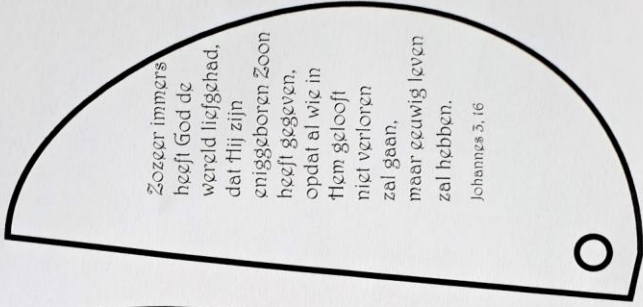 Zozeer immers
heeft God de
wereld liefgehad,
dat Hij zijn
eniggeboren Zoon
heeft gegeven,
opdat al wie in
Hem gelooft
niet verloren
zal gaan,
maar eeuwig leven
zal hebben.
Johannes 3, 16